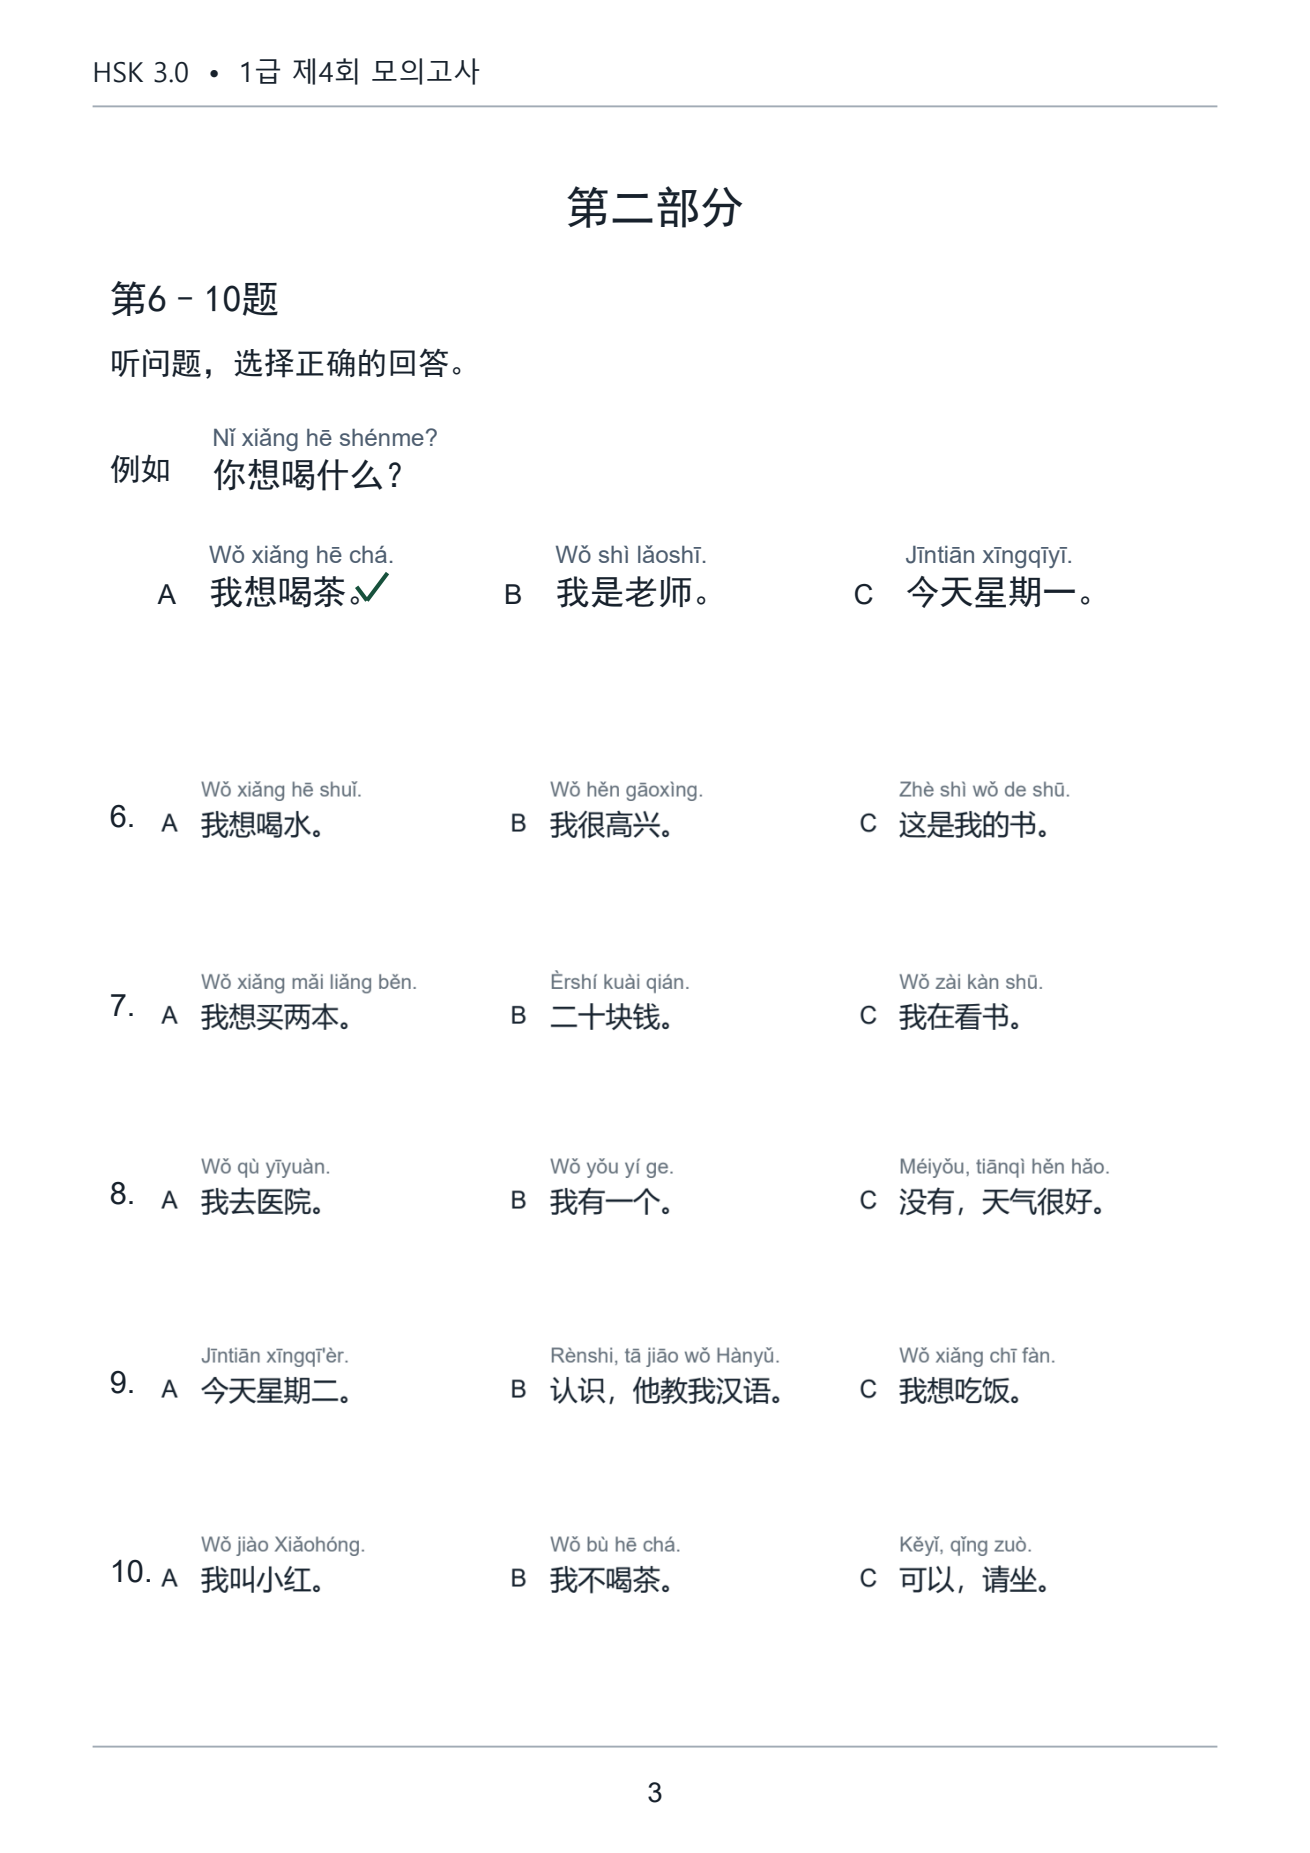 HSK 3.0 • 1급 제4회 모의고사
第二部分
第6－10题
听问题，选择正确的回答。
Nǐ xiǎng hē shénme?
例如 你想喝什么？
Wǒ xiǎng hē chá. Wǒ shì lǎoshī. Jīntiān xīngqīyī.
A 我想喝茶。✓ B 我是老师。 C 今天星期一。
Wǒ xiǎng hē shuǐ. Wǒ hěn gāoxìng. Zhè shì wǒ de shū.
6. A 我想喝水。 B 我很高兴。 C 这是我的书。
Wǒ xiǎng mǎi liǎng běn. Èrshí kuài qián. Wǒ zài kàn shū.
7. A 我想买两本。 B 二十块钱。 C 我在看书。
Wǒ qù yīyuàn. Wǒ yǒu yí ge. Méiyǒu, tiānqì hěn hǎo.
8. A 我去医院。 B 我有一个。 C 没有，天气很好。
Jīntiān xīngqī'èr. Rènshi, tā jiāo wǒ Hànyǔ. Wǒ xiǎng chī fàn.
9. A 今天星期二。 B 认识，他教我汉语。 C 我想吃饭。
Wǒ jiào Xiǎohóng. Wǒ bù hē chá. Kěyǐ, qǐng zuò.
10. A 我叫小红。 B 我不喝茶。 C 可以，请坐。
3